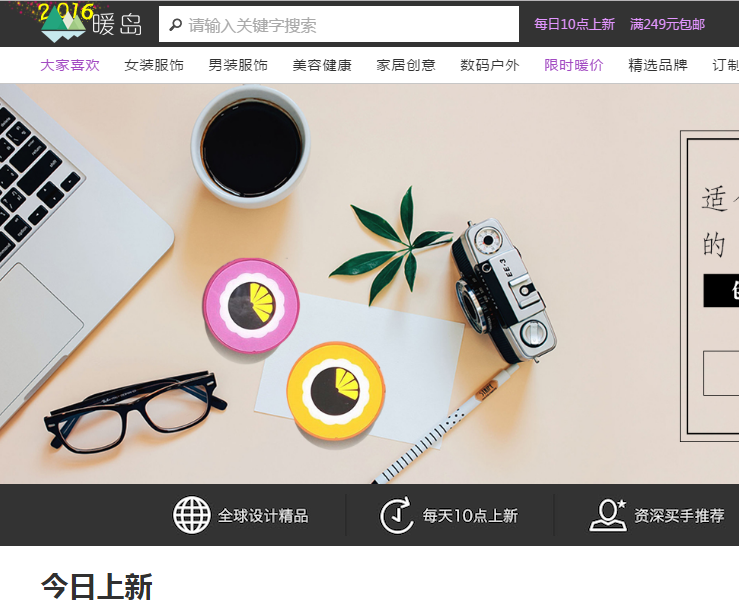 2016
暖岛
请输入关键字搜索
每日10点上新 满249元包邮
大家喜欢 女装服饰 男装服饰 美容健康 家居创意 数码户外 限时暖价 精选品牌 订制
适
的
EE3
全球设计精品 每天10点上新 资深买手推荐
今日上新